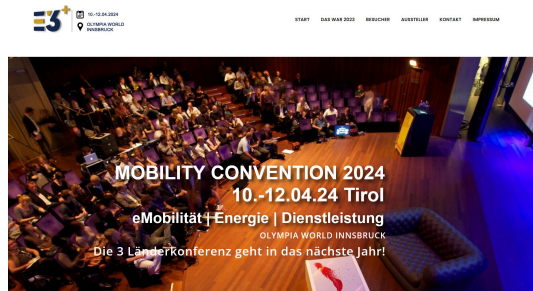 E3+
10.-12.04.2024
OLYMPIA WORLD
INNSBRUCK
START DAS WAR 2023 BESUCHER AUSSTELLER KONTAKT IMPRESSUM
MOBILITY CONVENTION 2024
10.-12.04.24 Tirol
eMobilität | Energie | Dienstleistung
OLYMPIA WORLD INNSBRUCK
Die 3 Länderkonferenz geht in das nächste Jahr!